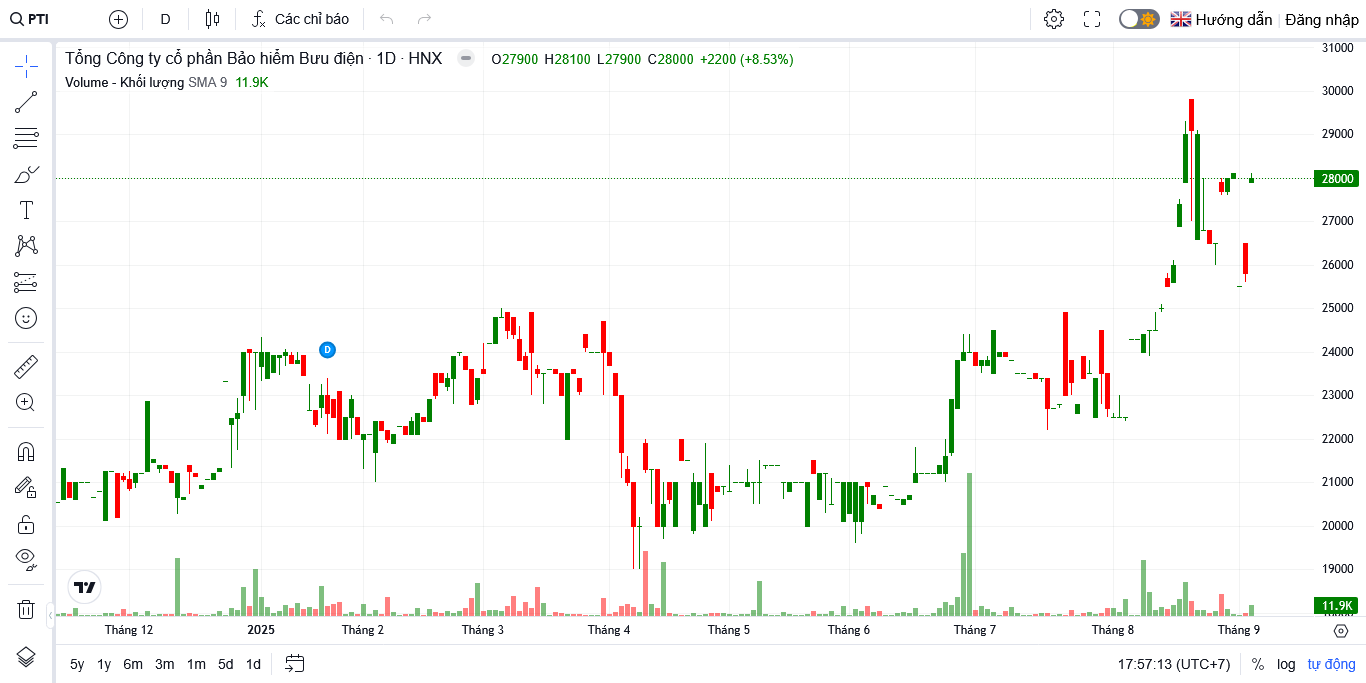 PTI D Các chỉ báo Hướng dẫn Đăng nhập
Tổng Công ty cổ phần Bảo hiểm Bưu điện · 1D · HNX O27900 H28100 L27900 C28000 +2200 (+8.53%)
Volume - Khối lượng SMA 9 11.9K
31000
30000
29000
28000
27000
26000
25000
24000
23000
22000
21000
20000
19000
11.9K
D
Tháng 12 2025 Tháng 2 Tháng 3 Tháng 4 Tháng 5 Tháng 6 Tháng 7 Tháng 8 Tháng 9
5y 1y 6m 3m 1m 5d 1d 17:57:13 (UTC+7) % log tự động